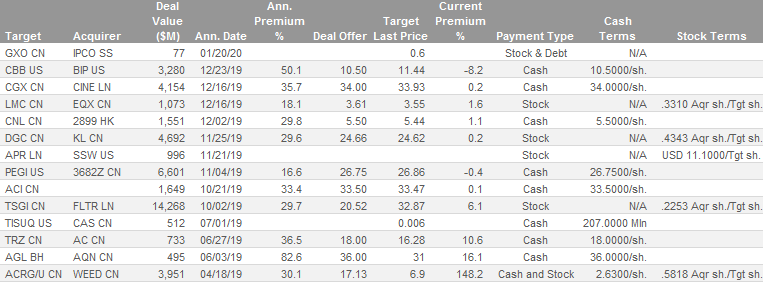 Target Acquirer Deal Value ($M) Ann. Date Ann. Premium % Deal Offer Target Last Price Current Premium % Payment Type Cash Terms Stock Terms
GXO CN IPCO SS 77 01/20/20 0.6 Stock & Debt N/A
CBB US BIP US 3,280 12/23/19 50.1 10.50 11.44 -8.2 Cash 10.5000/sh.
CGX CN CINE LN 4,154 12/16/19 35.7 34.00 33.93 0.2 Cash 34.0000/sh.
LMC CN EQX CN 1,073 12/16/19 18.1 3.61 3.55 1.6 Stock N/A .3310 Aqr sh./Tgt sh.
CNL CN 2899 HK 1,551 12/02/19 29.8 5.50 5.44 1.1 Cash 5.5000/sh.
DGC CN KL CN 4,692 11/25/19 29.6 24.66 24.62 0.2 Stock N/A .4343 Aqr sh./Tgt sh.
APR LN SSW US 996 11/21/19 Stock N/A USD 11.1000/Tgt sh.
PEGI US 3682Z CN 6,601 11/04/19 16.6 26.75 26.86 -0.4 Cash 26.7500/sh.
ACI CN 1,649 10/21/19 33.4 33.50 33.47 0.1 Cash 33.5000/sh.
TSGI CN FLTR LN 14,268 10/02/19 29.7 20.52 32.87 6.1 Stock N/A .2253 Aqr sh./Tgt sh.
TISUQ US CAS CN 512 07/01/19 0.006 Cash 207.0000 Mln
TRZ CN AC CN 733 06/27/19 36.5 18.00 16.28 10.6 Cash 18.0000/sh.
AGL BH AQN CN 495 06/03/19 82.6 36.00 31 16.1 Cash 36.0000/sh.
ACRG/U CN WEED CN 3,951 04/18/19 30.1 17.13 6.9 148.2 Cash and Stock 2.6300/sh. .5818 Aqr sh./Tgt sh.